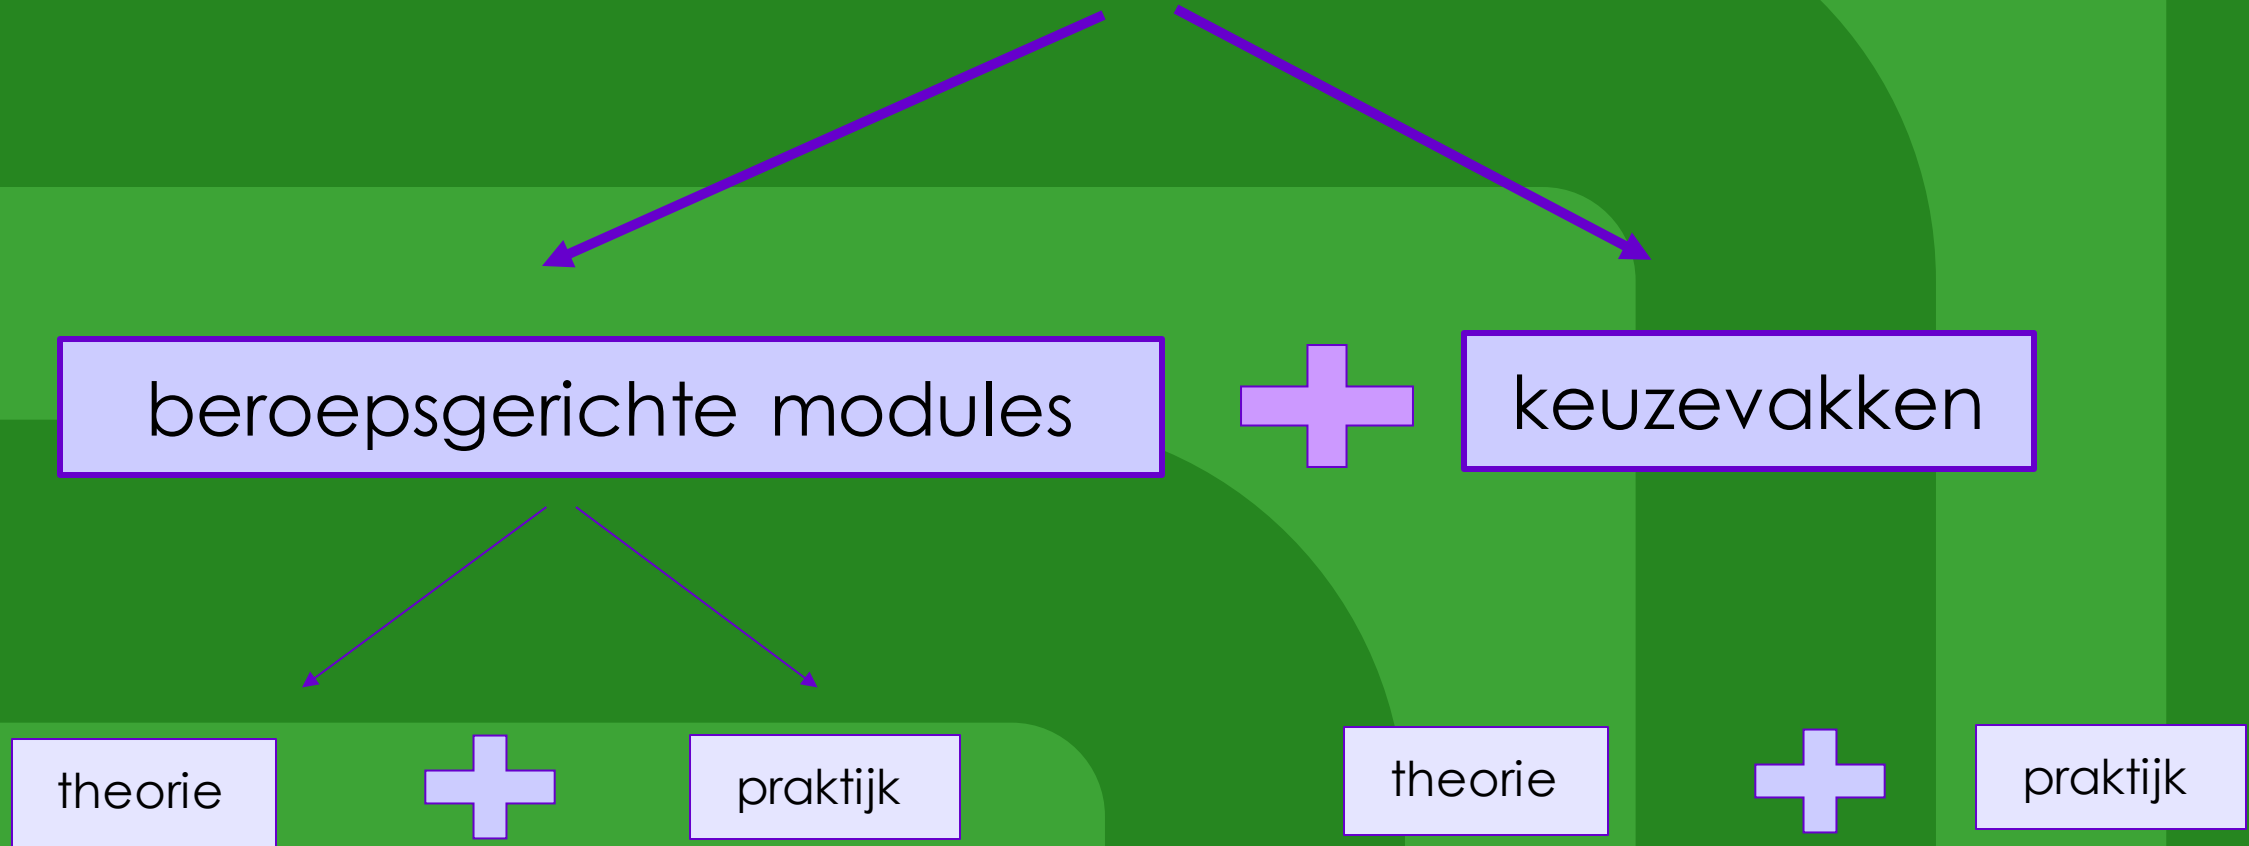 beroepsgerichte modules
keuzevakken
theorie
praktijk
theorie
praktijk